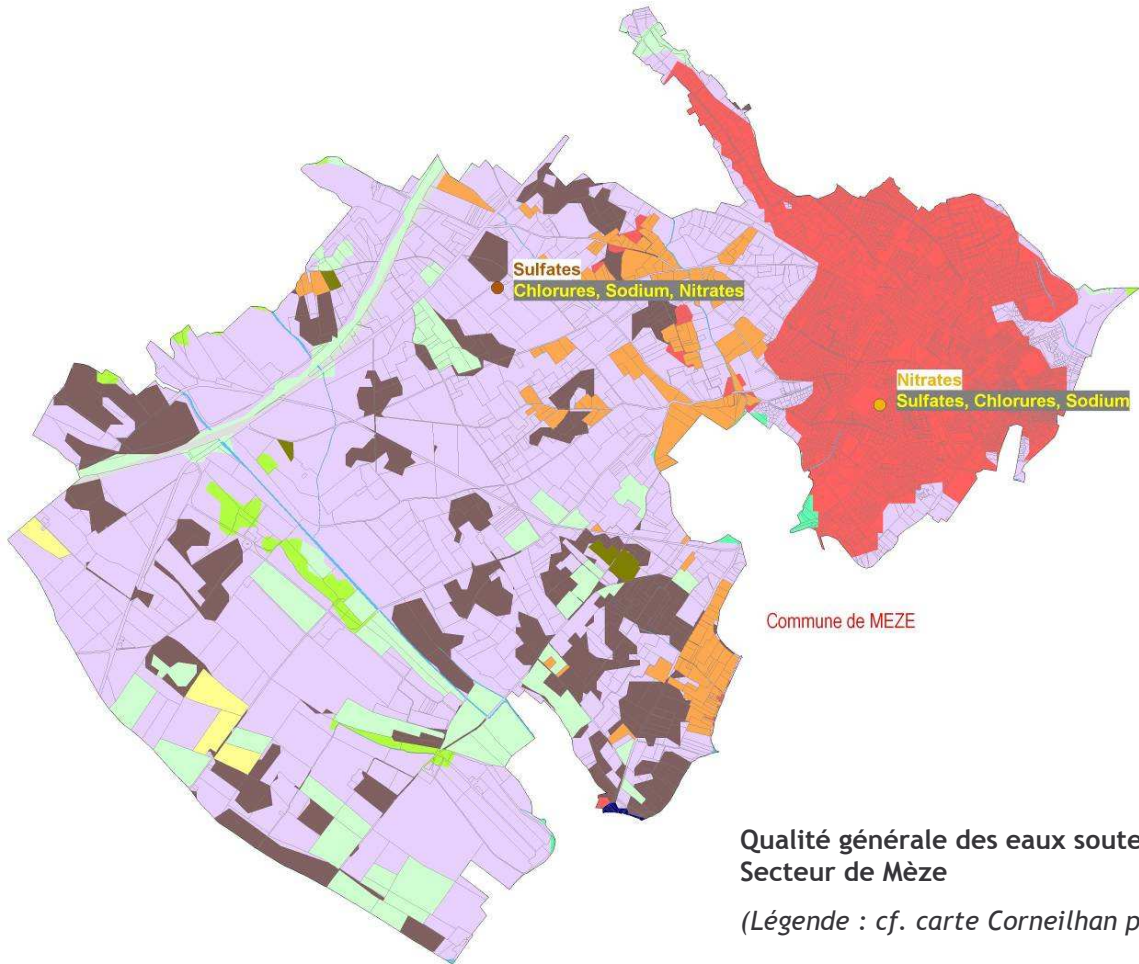 Sulfates
Chlorures, Sodium, Nitrates
Nitrates
Sulfates, Chlorures, Sodium
Commune de MEZE
Qualité générale des eaux
Secteur de Mèze
(Légende : cf. carte Corneilhan